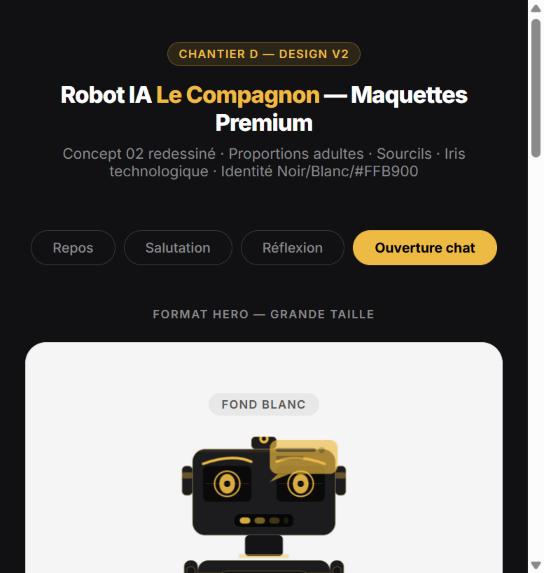 CHANTIER D — DESIGN V2
Robot IA Le Compagnon — Maquettes
Premium
Concept 02 redessiné · Proportions adultes · Sourcils · Iris
technologique · Identité Noir/Blanc/#FFB900
Repos
Salutation
Réflexion
Ouverture chat
FORMAT HERO — GRANDE TAILLE
FOND BLANC